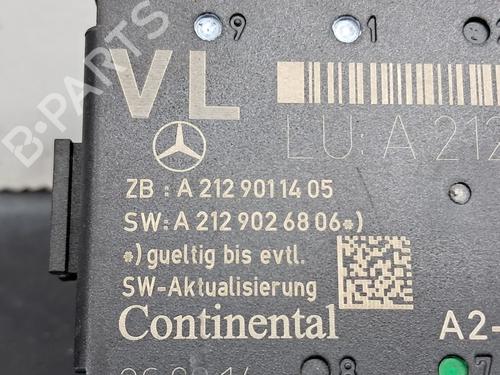 9 1
VL
LU: A 212
ZB : A 212 901 14 05
SW: A 212 902 68 06*)
*) gueltig bis evtl.
SW-Aktualisierung
Continental
A2-
8 7
B-PARTS